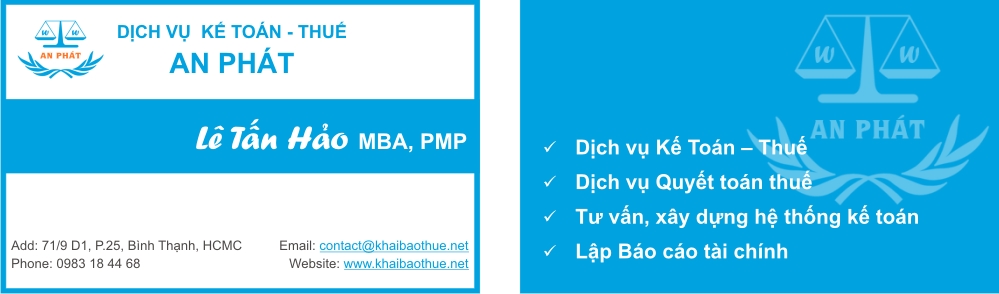 AN PHÁT
DỊCH VỤ KẾ TOÁN - THUẾ
AN PHÁT
Lê Tấn Hảo MBA, PMP
Add: 71/9 D1, P.25, Bình Thạnh, HCMC
Email: contact@khaibaothue.net
Phone: 0983 18 44 68
Website: www.khaibaothue.net
W W
AN PHÁT
✓ Dịch vụ Kế Toán – Thuế
✓ Dịch vụ Quyết toán thuế
✓ Tư vấn, xây dựng hệ thống kế toán
✓ Lập Báo cáo tài chính